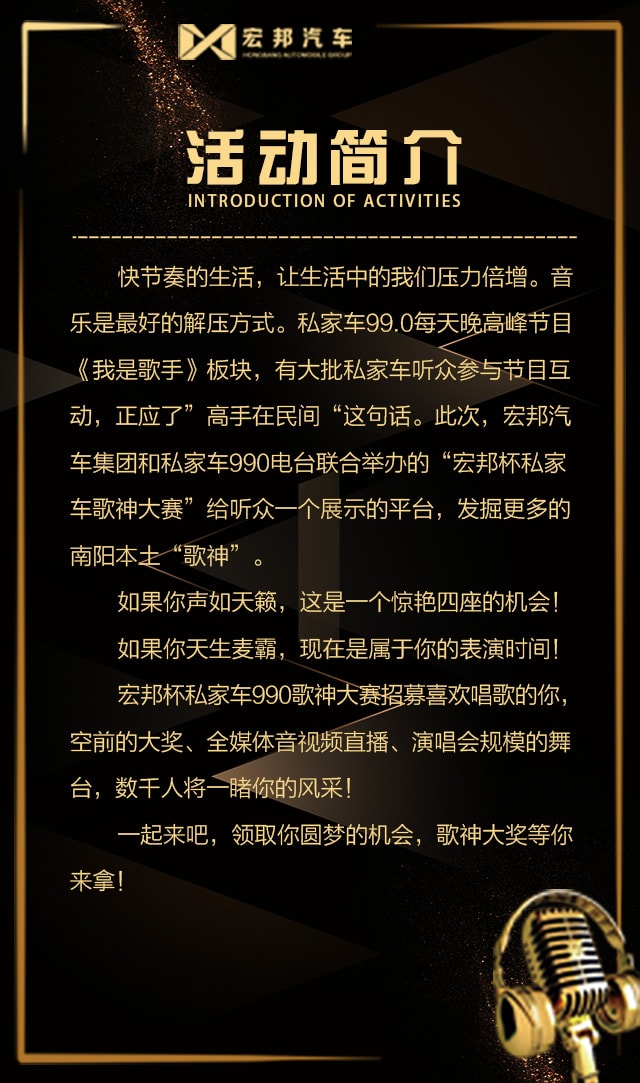 宏邦汽车
HONGBANG AUTOMOBILE GROUP
活动简介
INTRODUCTION OF ACTIVITIES
快节奏的生活，让生活中的我们压力倍增。音
乐是最好的解压方式。私家车99.0每天晚高峰节目
《我是歌手》板块，有大批私家车听众参与节目互
动，正应了”高手在民间“这句话。此次，宏邦汽
车集团和私家车990电台联合举办的“宏邦杯私家
车歌神大赛”给听众一个展示的平台，发掘更多的
南阳本土“歌神”。
如果你声如天籁，这是一个惊艳四座的机会！
如果你天生麦霸，现在是属于你的表演时间！
宏邦杯私家车990歌神大赛招募喜欢唱歌的你，
空前的大奖、全媒体音视频直播、演唱会规模的舞
台，数千人将一睹你的风采！
一起来吧，领取你圆梦的机会，歌神大奖等你
来拿！